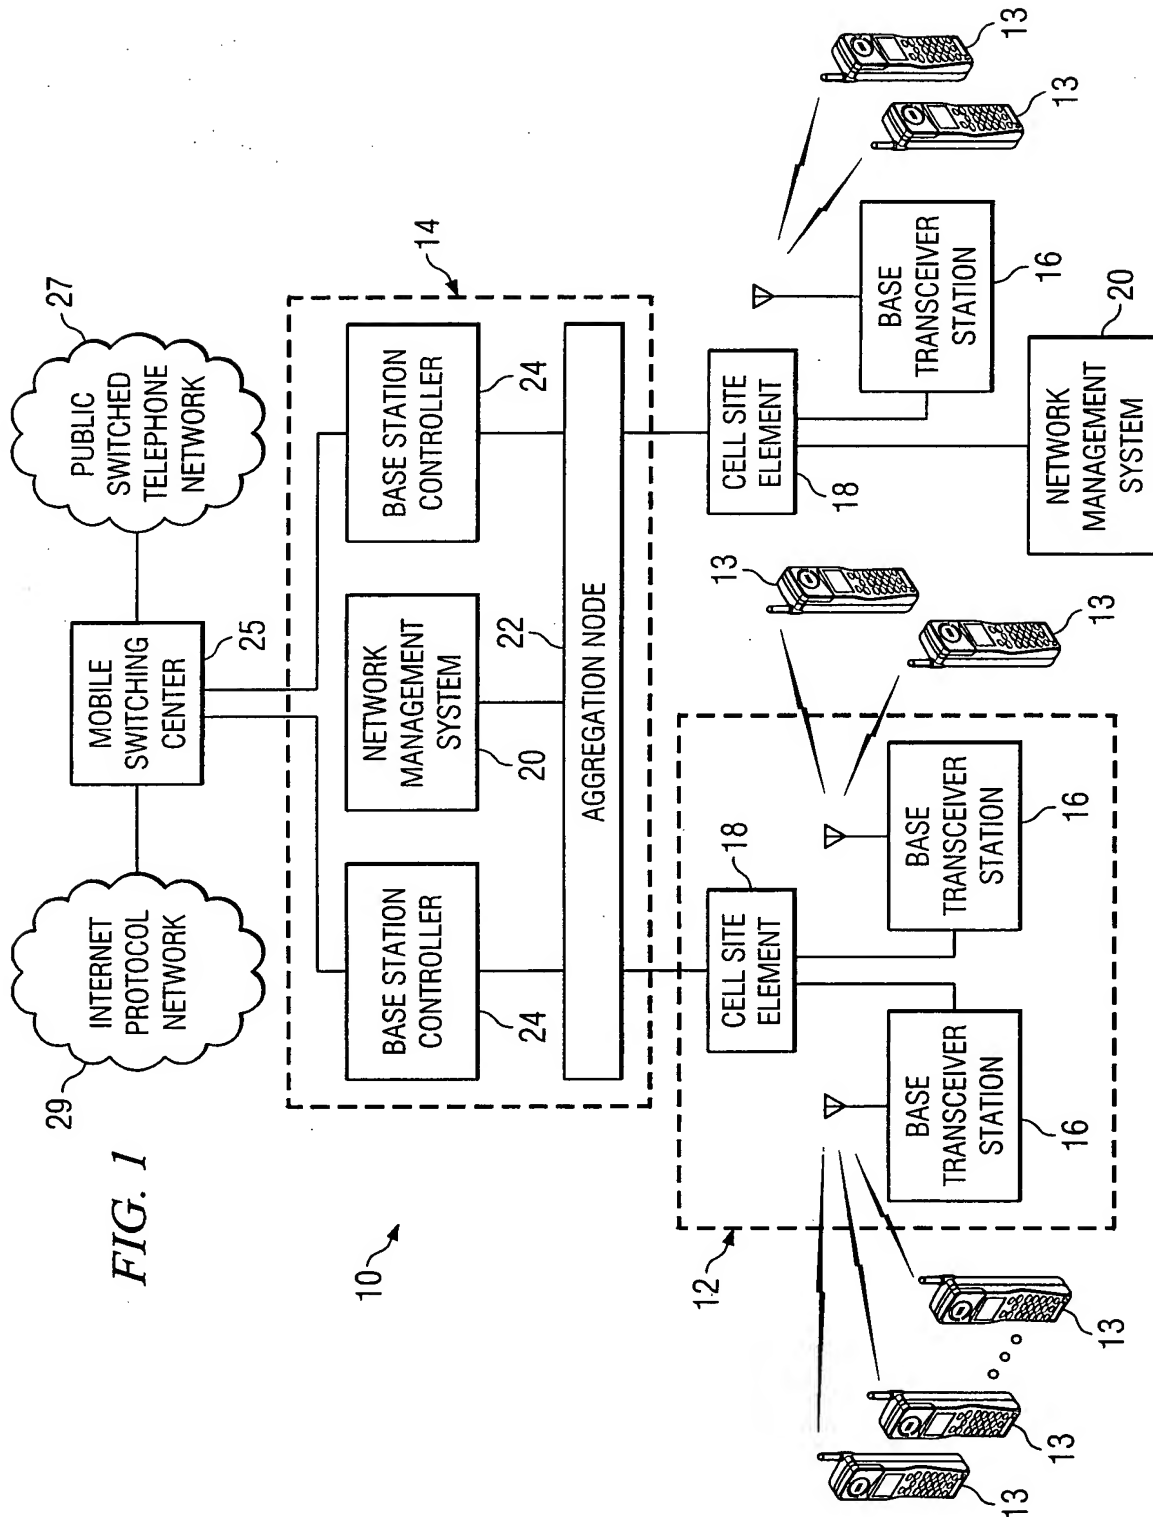 FIG. 1
10
29
INTERNET
PROTOCOL
NETWORK
MOBILE
SWITCHING
CENTER
25
PUBLIC
SWITCHED
TELEPHONE
NETWORK
27
14
BASE STATION
CONTROLLER
24
NETWORK
MANAGEMENT
SYSTEM
20
BASE STATION
CONTROLLER
24
AGGREGATION NODE
22
12
CELL SITE
ELEMENT
18
BASE
TRANSCEIVER
STATION
16
BASE
TRANSCEIVER
STATION
16
CELL SITE
ELEMENT
18
BASE
TRANSCEIVER
STATION
16
NETWORK
MANAGEMENT
SYSTEM
20
13
13
13
13
13
13
13